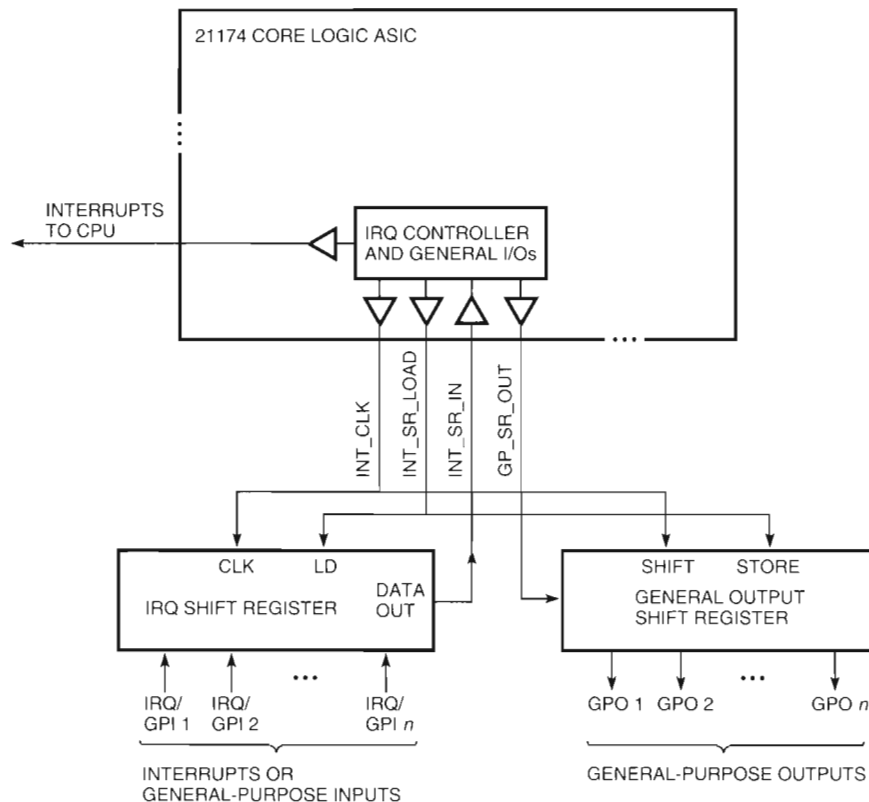 21174 CORE LOGIC ASIC
INTERRUPTS
TO CPU
IRQ CONTROLLER
AND GENERAL I/Os
INT_CLK
INT_SR_LOAD
INT_SR_IN
GP_SR_OUT
CLK
LD
DATA
OUT
IRQ SHIFT REGISTER
SHIFT
STORE
GENERAL OUTPUT
SHIFT REGISTER
IRQ/
GPI 1
IRQ/
GPI 2
...
IRQ/
GPI n
GPO 1
GPO 2
...
GPO n
INTERRUPTS OR
GENERAL-PURPOSE INPUTS
GENERAL-PURPOSE OUTPUTS